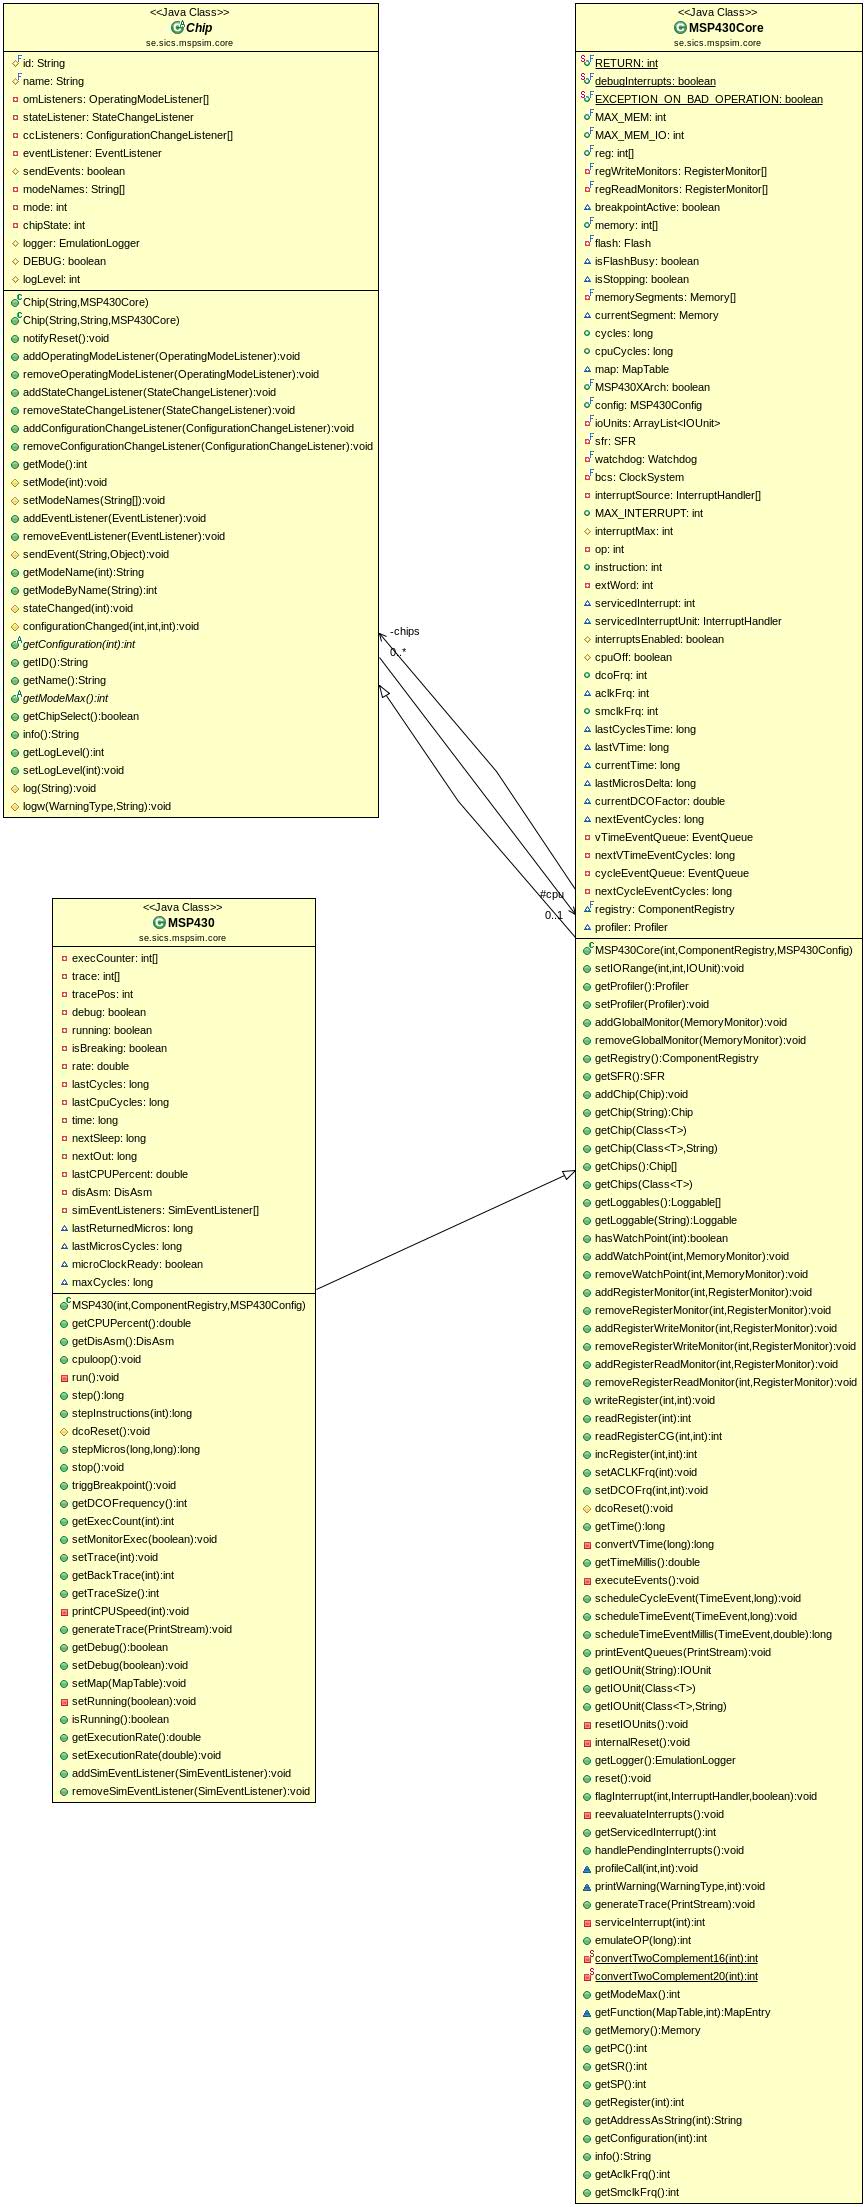 <<Java Class>>
Chip
se.sics.mspsim.core
id: String
name: String
omListeners: OperatingModeListener[]
stateListener: StateChangeListener
ccListeners: ConfigurationChangeListener[]
eventListener: EventListener
sendEvents: boolean
modeNames: String[]
mode: int
chipState: int
logger: EmulationLogger
DEBUG: boolean
logLevel: int
Chip(String,MSP430Core)
Chip(String,String,MSP430Core)
notifyReset():void
addOperatingModeListener(OperatingModeListener):void
removeOperatingModeListener(OperatingModeListener):void
addStateChangeListener(StateChangeListener):void
removeStateChangeListener(StateChangeListener):void
addConfigurationChangeListener(ConfigurationChangeListener):void
removeConfigurationChangeListener(ConfigurationChangeListener):void
getMode():int
setMode(int):void
setModeNames(String[]):void
addEventListener(EventListener):void
removeEventListener(EventListener):void
sendEvent(String,Object):void
getModeName(int):String
getModeByName(String):int
stateChanged(int):void
configurationChanged(int,int,int):void
getConfiguration(int):int
getID():String
getName():String
getModeMax():int
getChipSelect():boolean
info():String
getLogLevel():int
setLogLevel(int):void
log(String):void
logw(WarningType,String):void
-chips
0..*
#cpu
0..1
<<Java Class>>
MSP430
se.sics.mspsim.core
execCounter: int[]
trace: int[]
tracePos: int
debug: boolean
running: boolean
isBreaking: boolean
rate: double
lastCycles: long
lastCpuCycles: long
time: long
nextSleep: long
nextOut: long
lastCPUPercent: double
disAsm: DisAsm
simEventListeners: SimEventListener[]
lastReturnedMicros: long
lastMicrosCycles: long
microClockReady: boolean
maxCycles: long
MSP430(int,ComponentRegistry,MSP430Config)
getCPUPercent():double
getDisAsm():DisAsm
cpuloop():void
run():void
step():long
stepInstructions(int):long
dcoReset():void
stepMicros(long,long):long
stop():void
triggBreakpoint():void
getDCOFrequency():int
getExecCount(int):int
setMonitorExec(boolean):void
setTrace(int):void
getBackTrace(int):int
getTraceSize():int
printCPUSpeed(int):void
generateTrace(PrintStream):void
getDebug():boolean
setDebug(boolean):void
setMap(MapTable):void
setRunning(boolean):void
isRunning():boolean
getExecutionRate():double
setExecutionRate(double):void
addSimEventListener(SimEventListener):void
removeSimEventListener(SimEventListener):void
<<Java Class>>
MSP430Core
se.sics.mspsim.core
RETURN: int
debugInterrupts: boolean
EXCEPTION_ON_BAD_OPERATION: boolean
MAX_MEM: int
MAX_MEM_IO: int
reg: int[]
regWriteMonitors: RegisterMonitor[]
regReadMonitors: RegisterMonitor[]
breakpointActive: boolean
memory: int[]
flash: Flash
isFlashBusy: boolean
isStopping: boolean
memorySegments: Memory[]
currentSegment: Memory
cycles: long
cpuCycles: long
map: MapTable
MSP430XArch: boolean
config: MSP430Config
ioUnits: ArrayList<IOUnit>
sfr: SFR
watchdog: Watchdog
bcs: ClockSystem
interruptSource: InterruptHandler[]
MAX_INTERRUPT: int
interruptMax: int
op: int
instruction: int
extWord: int
servicedInterrupt: int
servicedInterruptUnit: InterruptHandler
interruptsEnabled: boolean
cpuOff: boolean
dcoFrq: int
aclkFrq: int
smclkFrq: int
lastCyclesTime: long
lastVTime: long
currentTime: long
lastMicrosDelta: long
currentDCOFactor: double
nextEventCycles: long
vTimeEventQueue: EventQueue
nextVTimeEventCycles: long
cycleEventQueue: EventQueue
nextCycleEventCycles: long
registry: ComponentRegistry
profiler: Profiler
MSP430Core(int,ComponentRegistry,MSP430Config)
setIORange(int,int,IOUnit):void
getProfiler():Profiler
setProfiler(Profiler):void
addGlobalMonitor(MemoryMonitor):void
removeGlobalMonitor(MemoryMonitor):void
getRegistry():ComponentRegistry
getSFR():SFR
addChip(Chip):void
getChip(String):Chip
getChip(Class<T>)
getChip(Class<T>,String)
getChips():Chip[]
getChips(Class<T>)
getLoggables():Loggable[]
getLoggable(String):Loggable
hasWatchPoint(int):boolean
addWatchPoint(int,MemoryMonitor):void
removeWatchPoint(int,MemoryMonitor):void
addRegisterMonitor(int,RegisterMonitor):void
removeRegisterMonitor(int,RegisterMonitor):void
addRegisterWriteMonitor(int,RegisterMonitor):void
removeRegisterWriteMonitor(int,RegisterMonitor):void
addRegisterReadMonitor(int,RegisterMonitor):void
removeRegisterReadMonitor(int,RegisterMonitor):void
writeRegister(int,int):void
readRegister(int):int
readRegisterCG(int,int):int
incRegister(int,int):int
setACLKFrq(int):void
setDCOFrq(int,int):void
dcoReset():void
getTime():long
convertVTime(long):long
getTimeMillis():double
executeEvents():void
scheduleCycleEvent(TimeEvent,long):void
scheduleTimeEvent(TimeEvent,long):void
scheduleTimeEventMillis(TimeEvent,double):long
printEventQueues(PrintStream):void
getIOUnit(String):IOUnit
getIOUnit(Class<T>)
getIOUnit(Class<T>,String)
resetIOUnits():void
internalReset():void
getLogger():EmulationLogger
reset():void
flagInterrupt(int,InterruptHandler,boolean):void
reevaluateInterrupts():void
getServicedInterrupt():int
handlePendingInterrupts():void
profileCall(int,int):void
printWarning(WarningType,int):void
generateTrace(PrintStream):void
serviceInterrupt(int):int
emulateOP(long):int
convertTwoComplement16(int):int
convertTwoComplement20(int):int
getModeMax():int
getFunction(MapTable,int):MapEntry
getMemory():Memory
getPC():int
getSR():int
getSP():int
getRegister(int):int
getAddressAsString(int):String
getConfiguration(int):int
info():String
getAclkFrq():int
getSmclkFrq():int